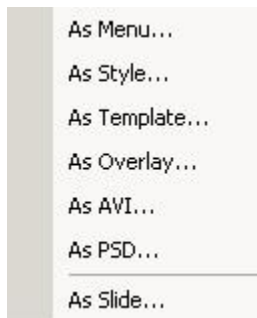 As Menu...
As Style...
As Template...
As Overlay...
As AVI...
As PSD...
As Slide...